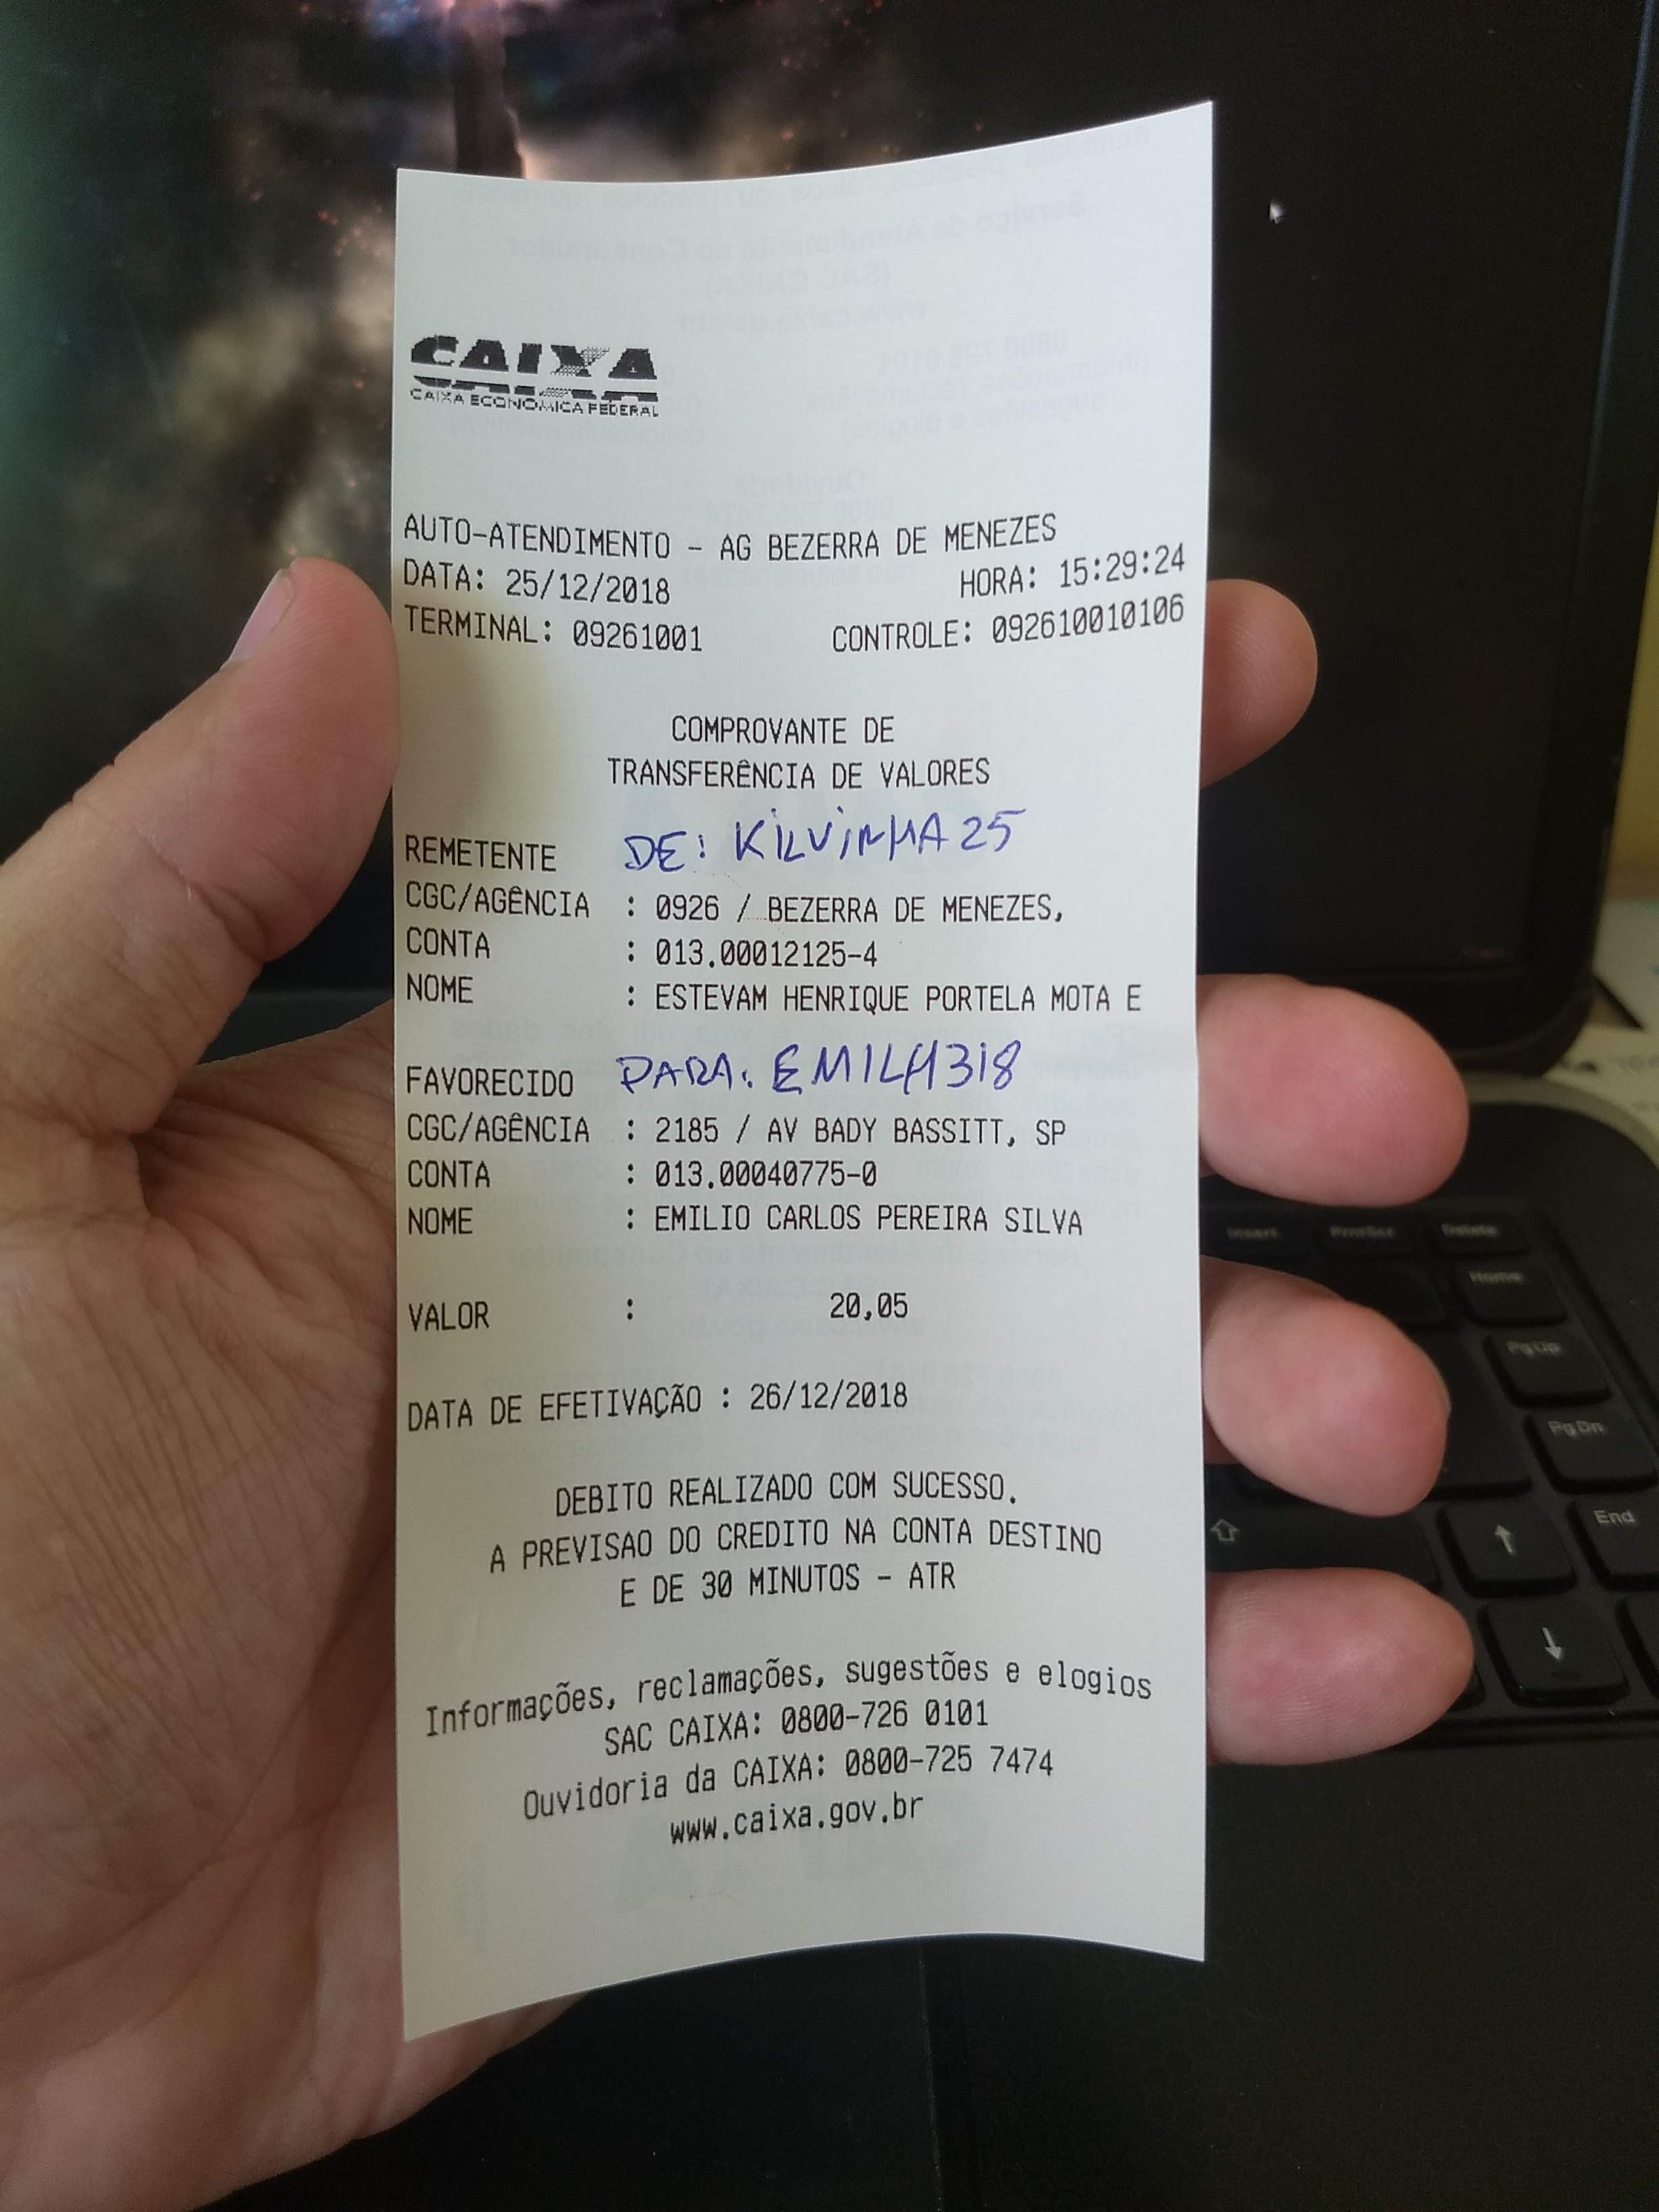 CAIXA
CAIXA ECONÔMICA FEDERAL
AUTO-ATENDIMENTO - AG BEZERRA DE MENEZES
DATA: 25/12/2018 HORA: 15:29:24
TERMINAL: 09261001 CONTROLE: 092610010106
COMPROVANTE DE
TRANSFERÊNCIA DE VALORES
REMETENTE DE: KiLViNHA25
CGC/AGÊNCIA : 0926 / BEZERRA DE MENEZES,
CONTA : 013.00012125-4
NOME : ESTEVAM HENRIQUE PORTELA MOTA E
FAVORECIDO PARA: EMILH318
CGC/AGÊNCIA : 2185 / AV BADY BASSITT, SP
CONTA : 013.00040775-0
NOME : EMILIO CARLOS PEREIRA SILVA
VALOR : 20,05
DATA DE EFETIVAÇÃO : 26/12/2018
DEBITO REALIZADO COM SUCESSO.
A PREVISAO DO CREDITO NA CONTA DESTINO
E DE 30 MINUTOS - ATR
Informações, reclamações, sugestões e elogios
SAC CAIXA: 0800-726 0101
Ouvidoria da CAIXA: 0800-725 7474
www.caixa.gov.br
Insert PrntScr Delete
Home
PgUp
PgDn
End